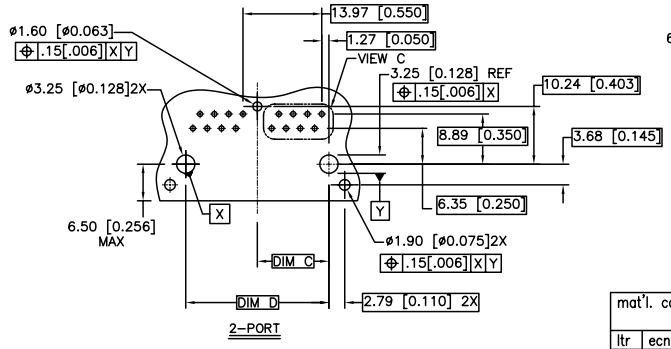 13.97 [0.550]
ø1.60 [ø0.063]
⌖ .15[.006] X Y
1.27 [0.050]
6
VIEW C
3.25 [0.128] REF
⌖ .15[.006] X
10.24 [0.403]
ø3.25 [ø0.128]2X
8.89 [0.350]
3.68 [0.145]
X
Y
6.35 [0.250]
6.50 [0.256]
MAX
ø1.90 [ø0.075]2X
⌖ .15[.006] X Y
DIM C
DIM D
2.79 [0.110] 2X
2-PORT
mat'l. co
ltr ecn